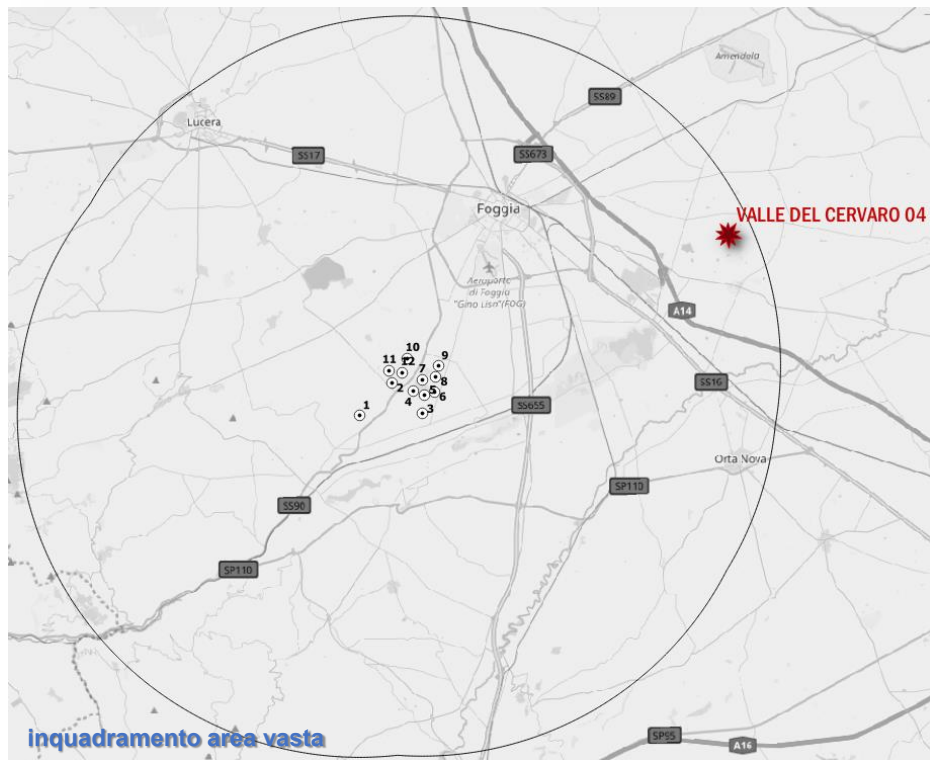 Amendola
SS89
Lucera
SS17
SS673
Foggia
VALLE DEL CERVARO 04
Aeroporto
di Foggia
"Gino Lisa"(FOG)
A14
10
9
11
12
7
8
2
5
6
4
1
3
SS16
SS655
Orta Nova
SP110
SS90
SP110
SP95
A16
inquadramento area vasta